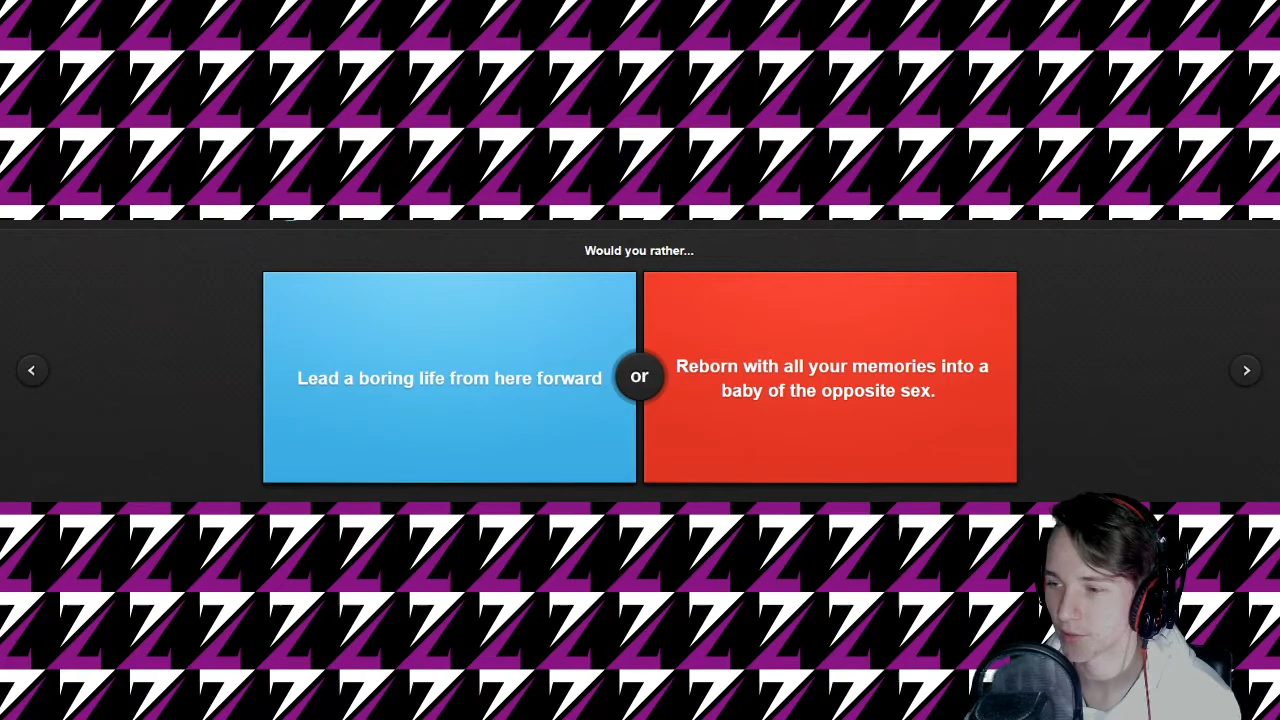 Would you rather...
Lead a boring life from here forward
or
Reborn with all your memories into a
baby of the opposite sex.